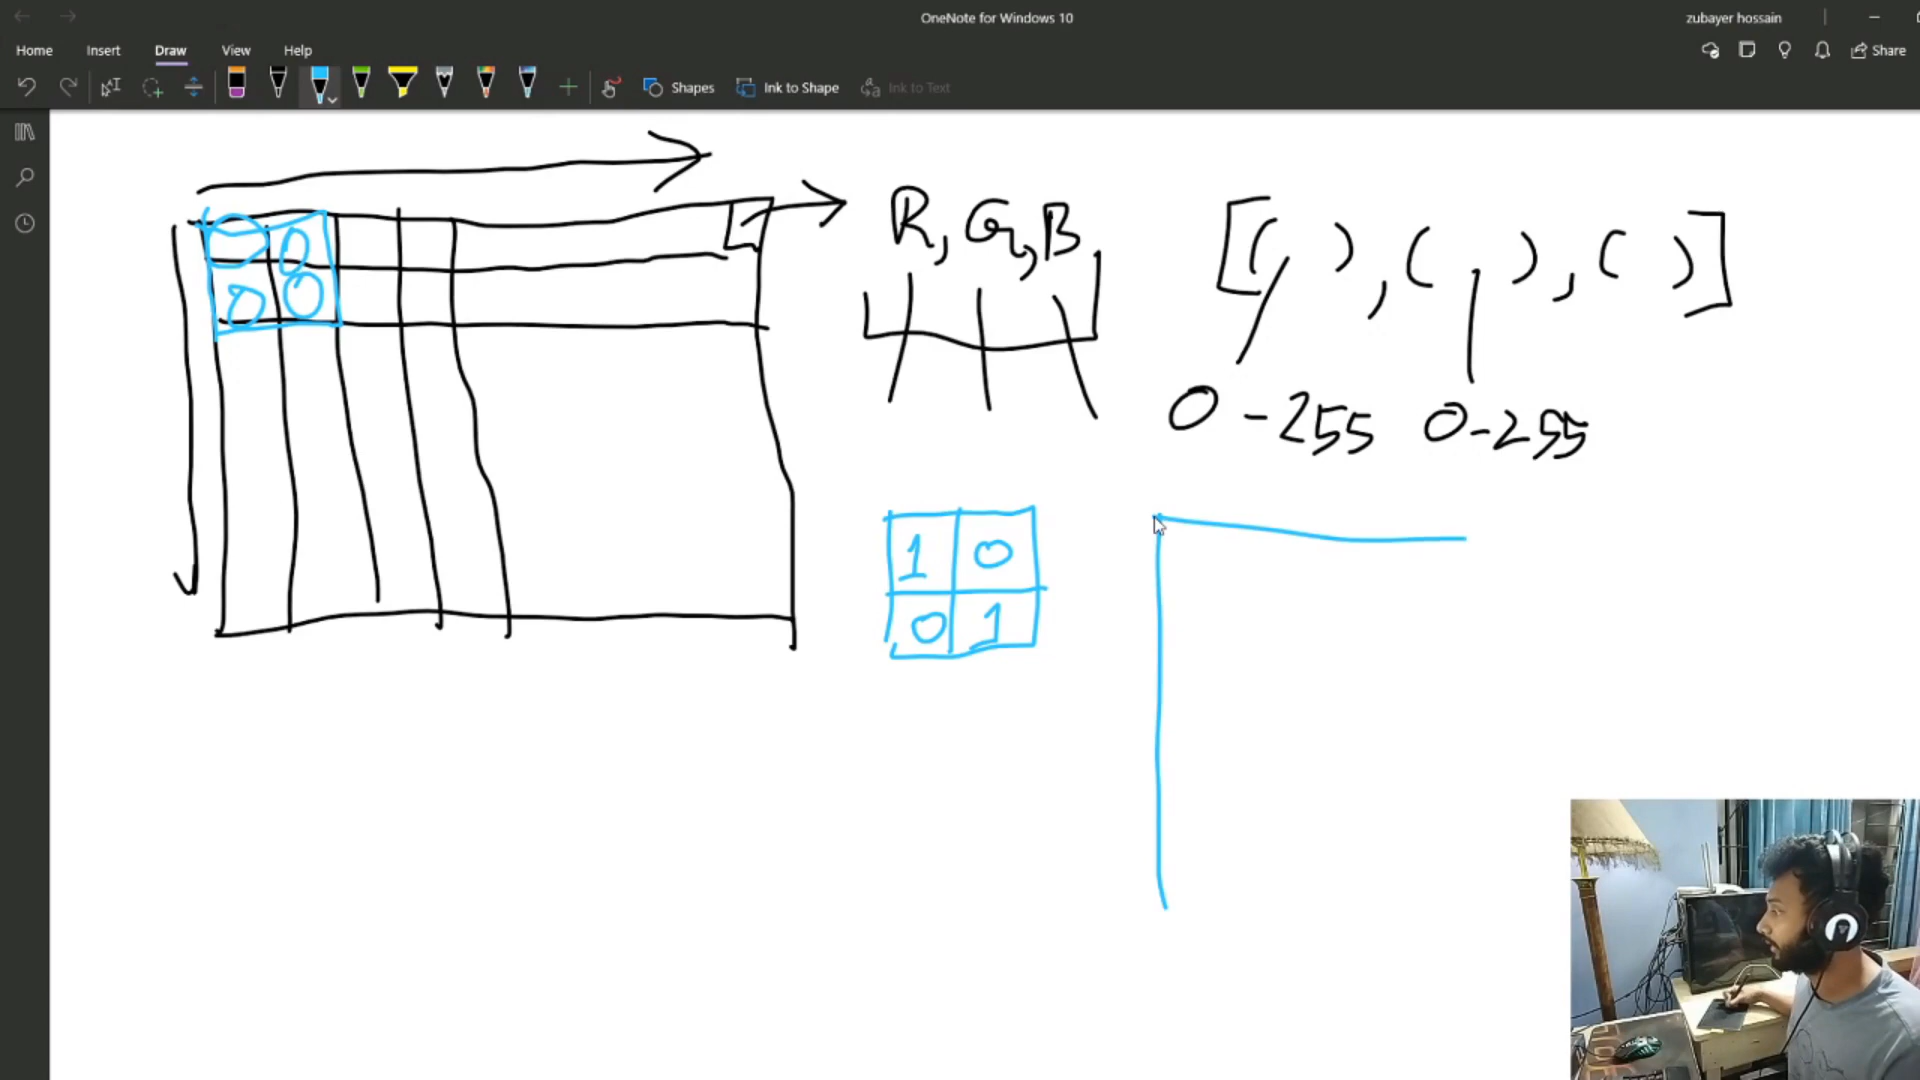 OneNote for Windows 10
zubayer hossain
Home Insert Draw View Help
Share
Shapes
Ink to Shape
Ink to Text
R, G, B
[( ), ( ), ( )]
0 - 255 0-255
1 0
0 1